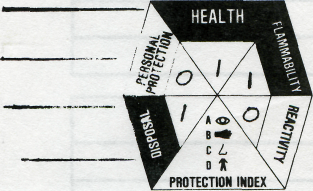 HEALTH
FLAMMABILITY
PERSONAL PROTECTION
0
1
1
DISPOSAL
1
0
REACTIVITY
A
B
C
D
PROTECTION INDEX